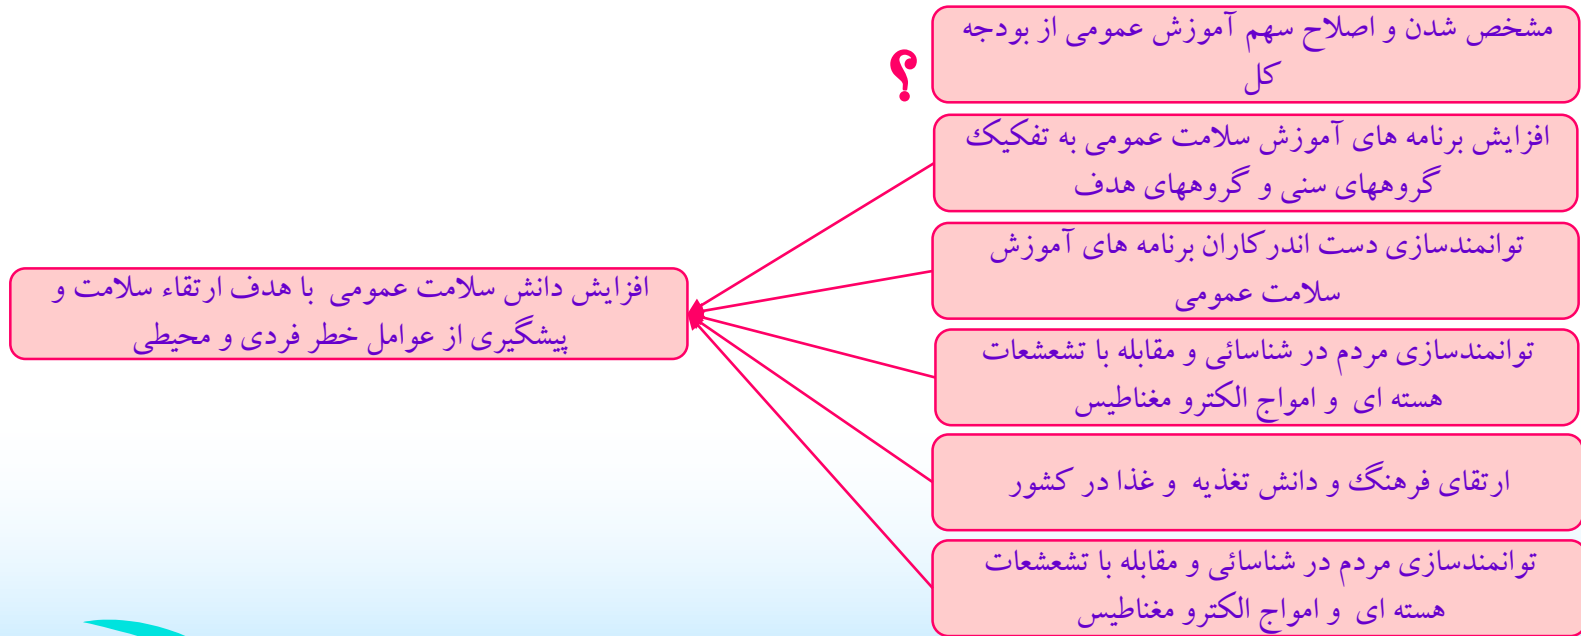 مشخص شدن و اصلاح سهم آموزش عمومی از بودجه
کل
؟
افزایش برنامه های آموزش سلامت عمومی به تفکیک
گروههای سنی و گروههای هدف
توانمندسازی دست اندرکاران برنامه های آموزش
سلامت عمومی
افزایش دانش سلامت عمومی با هدف ارتقاء سلامت و
پیشگیری از عوامل خطر فردی و محیطی
توانمندسازی مردم در شناسائی و مقابله با تشعشعات
هسته ای و امواج الکترو مغناطیس
ارتقای فرهنگ و دانش تغذیه و غذا در کشور
توانمندسازی مردم در شناسائی و مقابله با تشعشعات
هسته ای و امواج الکترو مغناطیس